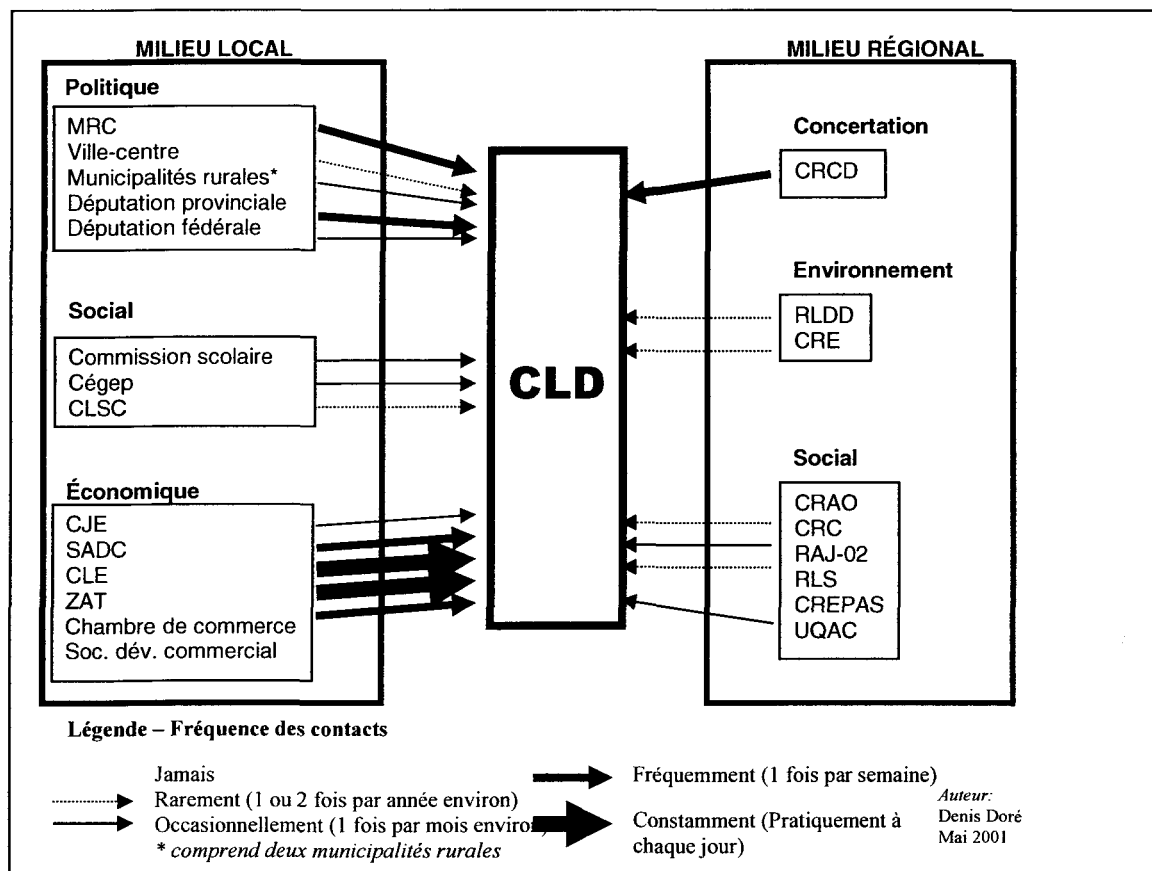 MILIEU LOCAL
Politique
MRC
Ville-centre
Municipalités rurales*
Députation provinciale
Députation fédérale
Social
Commission scolaire
Cégep
CLSC
Économique
CJE
SADC
CLE
ZAT
Chambre de commerce
Soc. dév. commercial
CLD
MILIEU RÉGIONAL
Concertation
CRCD
Environnement
RLDD
CRE
Social
CRAO
CRC
RAJ-02
RLS
CREPAS
UQAC
Légende – Fréquence des contacts
Jamais
Rarement (1 ou 2 fois par année environ)
Occasionnellement (1 fois par mois environ)
* comprend deux municipalités rurales
Fréquemment (1 fois par semaine)
Constamment (Pratiquement à
chaque jour)
Auteur:
Denis Doré
Mai 2001